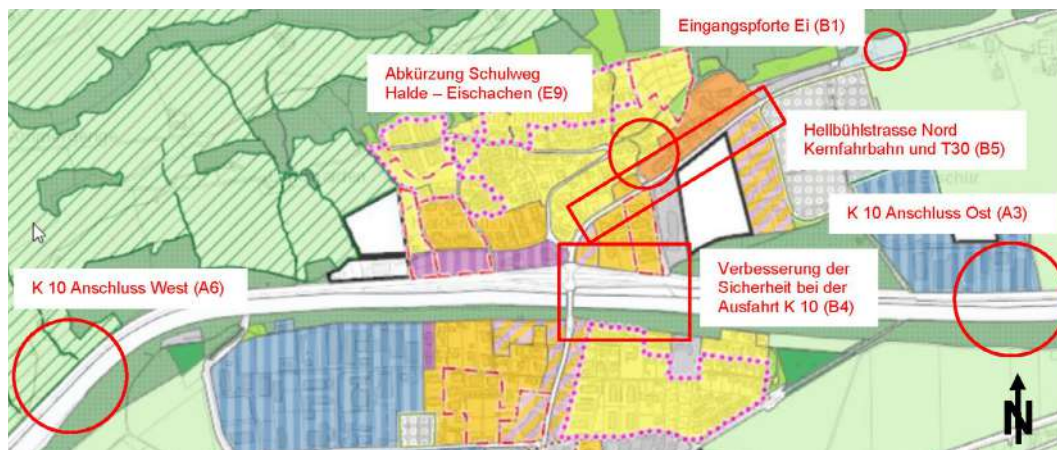 Eingangspforte Ei (B1)
Abkürzung Schulweg
Halde – Eischachen (E9)
Hellbühlstrasse Nord
Kernfahrbahn und T30 (B5)
K 10 Anschluss Ost (A3)
K 10 Anschluss West (A6)
Verbesserung der
Sicherheit bei der
Ausfahrt K 10 (B4)
N